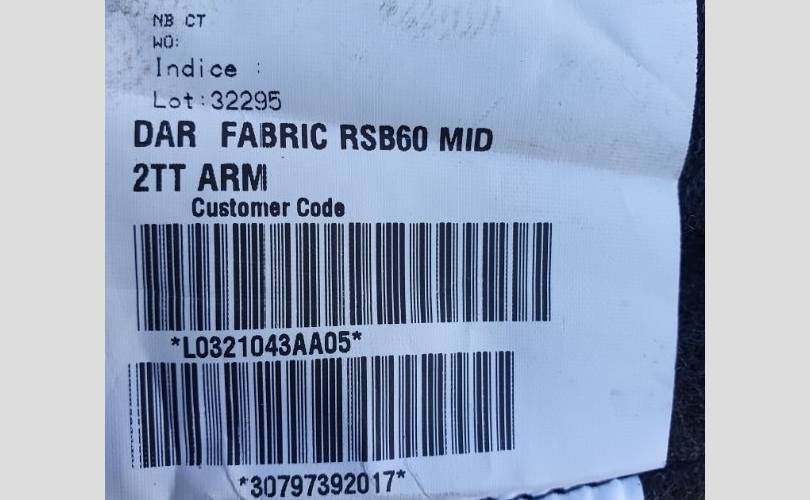 NB CT
WO:
Indice :
Lot:32295
DAR FABRIC RSB60 MID
2TT ARM
Customer Code
*L0321043AA05*
*30797392017*